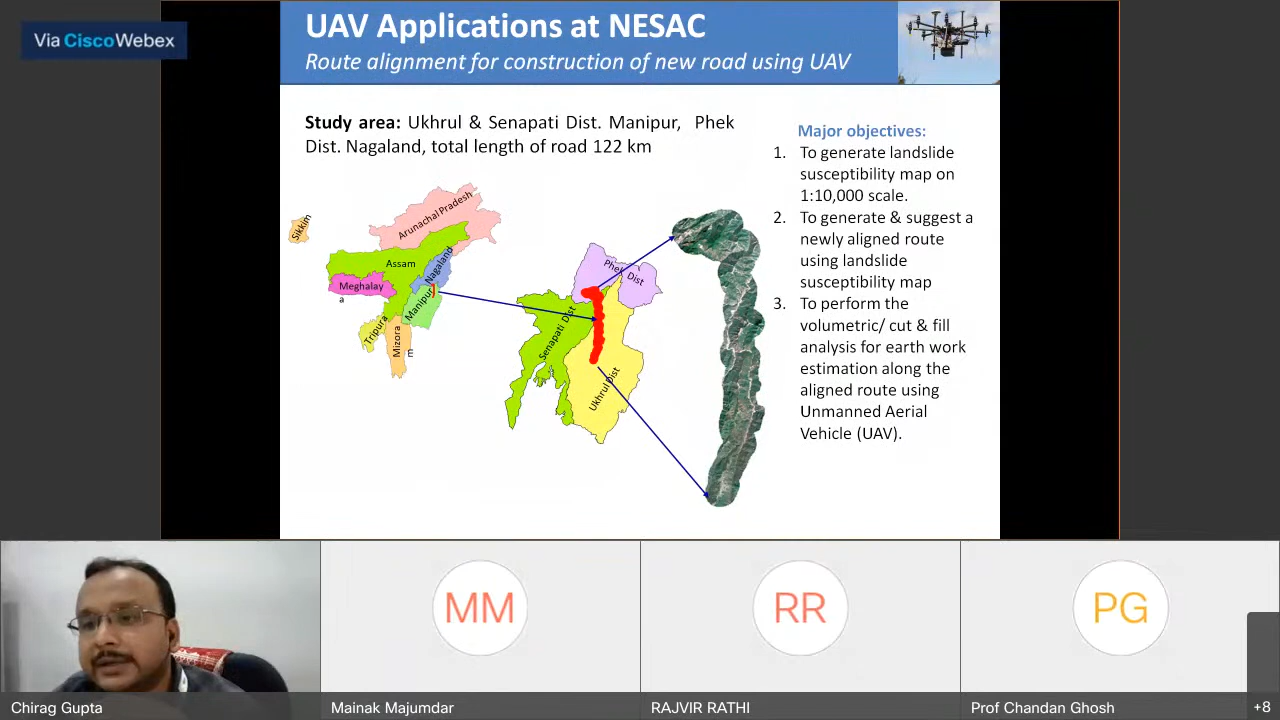 Via CiscoWebex
UAV Applications at NESAC
Route alignment for construction of new road using UAV
Study area: Ukhrul & Senapati Dist. Manipur, Phek
Dist. Nagaland, total length of road 122 km
Major objectives:
1. To generate landslide
susceptibility map on
1:10,000 scale.
2. To generate & suggest a
newly aligned route
using landslide
susceptibility map
3. To perform the
volumetric/ cut & fill
analysis for earth work
estimation along the
aligned route using
Unmanned Aerial
Vehicle (UAV).
Sikkim
Arunachal Pradesh
Assam
Nagaland
Meghalay
a
Manipur
Tripura
Mizora
m
Phek Dist
Senapati Dist
Ukhrul Dist
MM
RR
PG
Chirag Gupta
Mainak Majumdar
RAJVIR RATHI
Prof Chandan Ghosh
+8